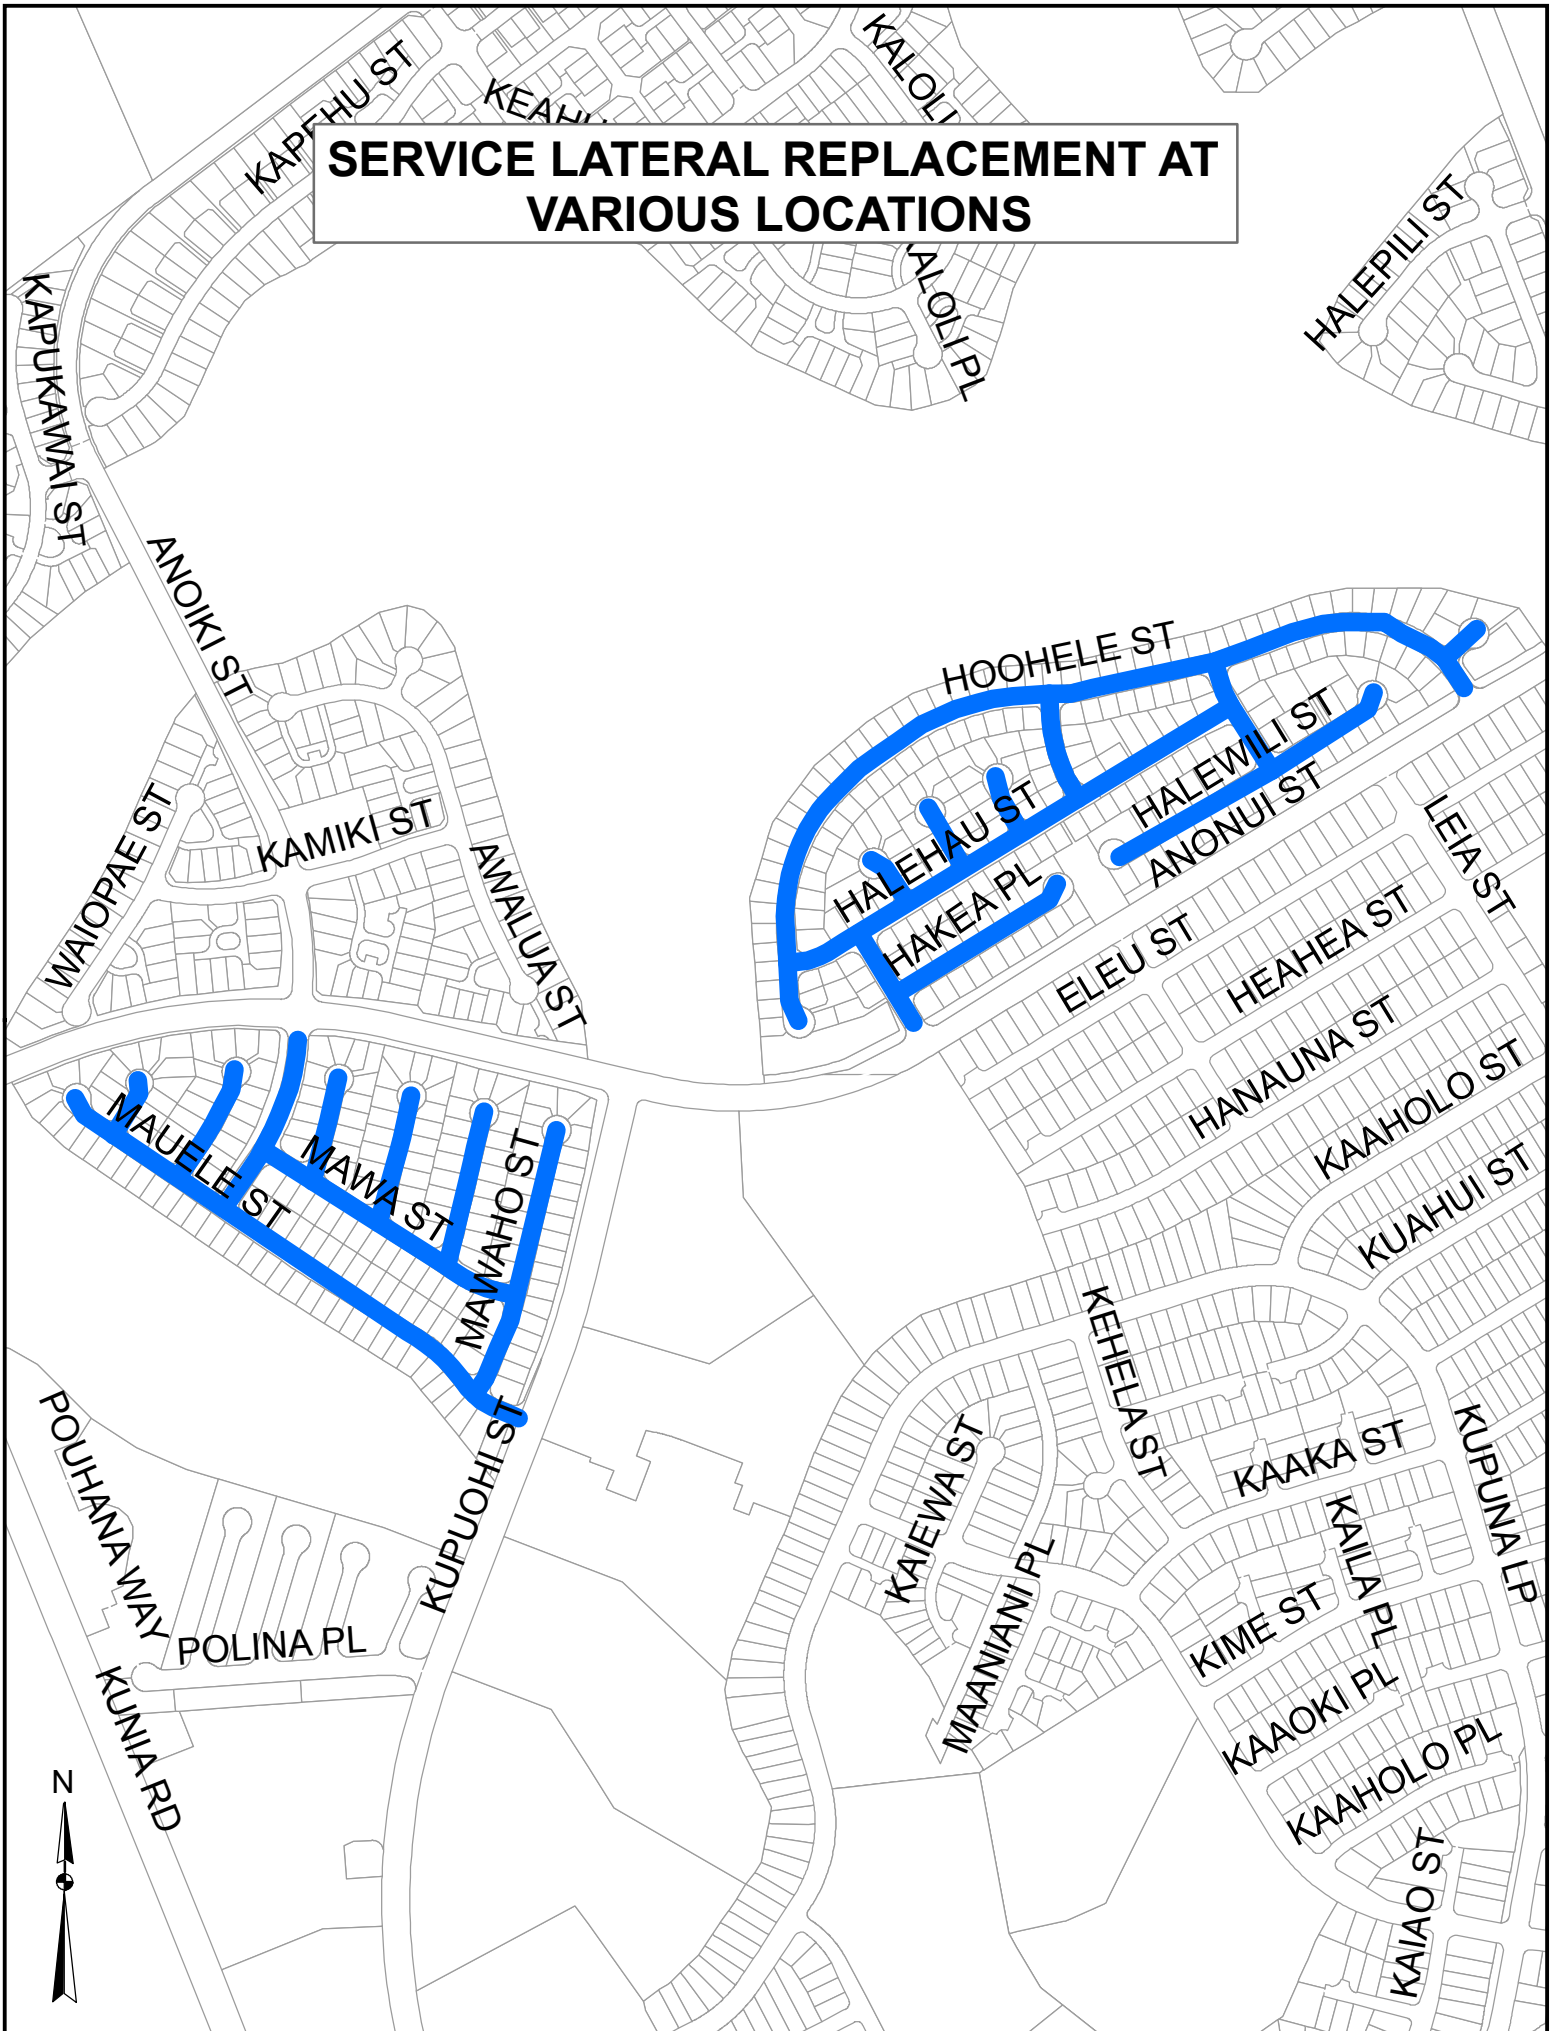 KAPEHU ST
KALOLI
SERVICE LATERAL REPLACEMENT AT
VARIOUS LOCATIONS
HALEPILI ST
ALOLI PL
KAPUKAWAI ST
ANOIKI ST
HOOHELE ST
HALEWILI ST
WAIOPAE ST
KAMIKI ST
AWALUA ST
HALEHAU ST
ANONUI ST
LEIA ST
HAKEA PL
ELEU ST
HEAHEA ST
HANAUNA ST
KAAHOLO ST
MAUELE ST
MAWA ST
MAWAHO ST
KUAHUI ST
KEHELA ST
POUHANA WAY
KUPUOHI ST
KAIEWA ST
KAAKA ST
KUPUNA LP
KAILA PL
MAANIANI PL
KIME ST
POLINA PL
KUNIA RD
KAAOKI PL
KAAHOLO PL
N
KAIAO ST